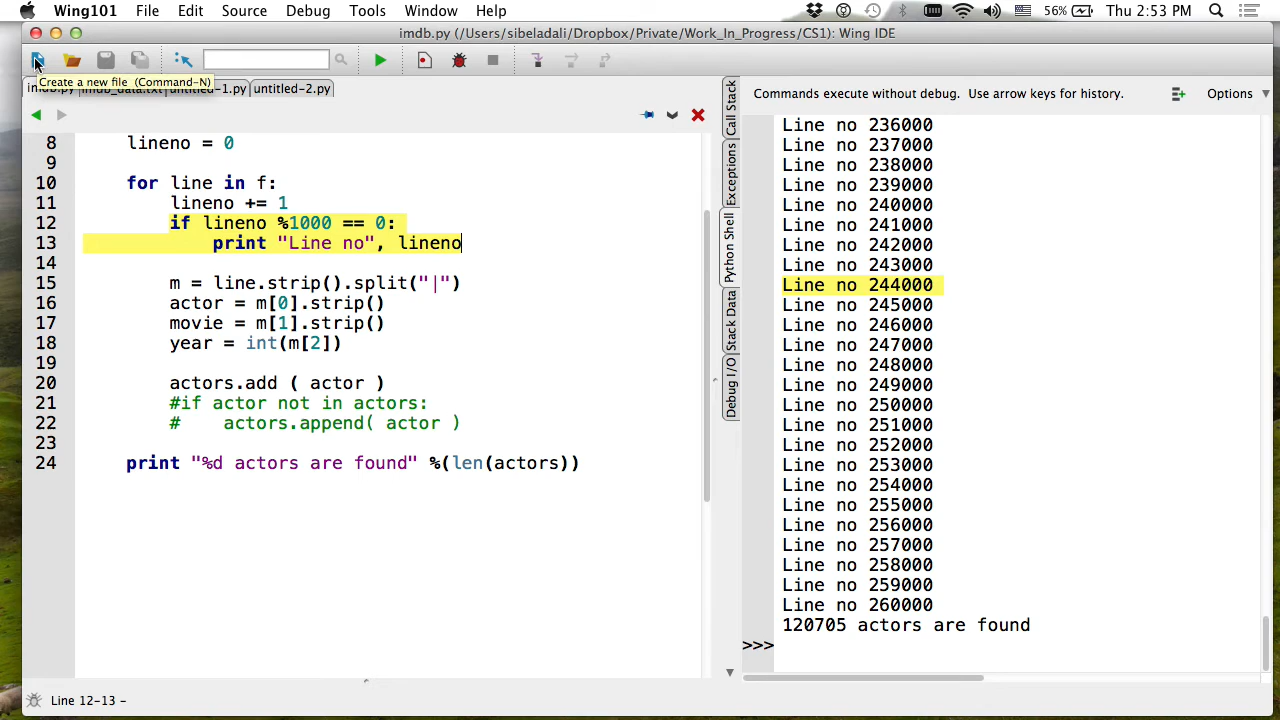 Wing101 File Edit Source Debug Tools Window Help 56% Thu 2:53 PM
imdb.py (/Users/sibeladali/Dropbox/Private/Work_In_Progress/CS1): Wing IDE
Create a new file (Command-N)
imdb.py imdb_data.txt untitled-1.py untitled-2.py
8 lineno = 0
9
10 for line in f:
11 lineno += 1
12 if lineno %1000 == 0:
13 print "Line no", lineno
14
15 m = line.strip().split("|")
16 actor = m[0].strip()
17 movie = m[1].strip()
18 year = int(m[2])
19
20 actors.add ( actor )
21 #if actor not in actors:
22 #    actors.append( actor )
23
24 print "%d actors are found" %(len(actors))
Line 12-13 -
Call Stack
Exceptions
Python Shell
Stack Data
Debug I/O
Commands execute without debug. Use arrow keys for history. Options
Line no 236000
Line no 237000
Line no 238000
Line no 239000
Line no 240000
Line no 241000
Line no 242000
Line no 243000
Line no 244000
Line no 245000
Line no 246000
Line no 247000
Line no 248000
Line no 249000
Line no 250000
Line no 251000
Line no 252000
Line no 253000
Line no 254000
Line no 255000
Line no 256000
Line no 257000
Line no 258000
Line no 259000
Line no 260000
120705 actors are found
>>>